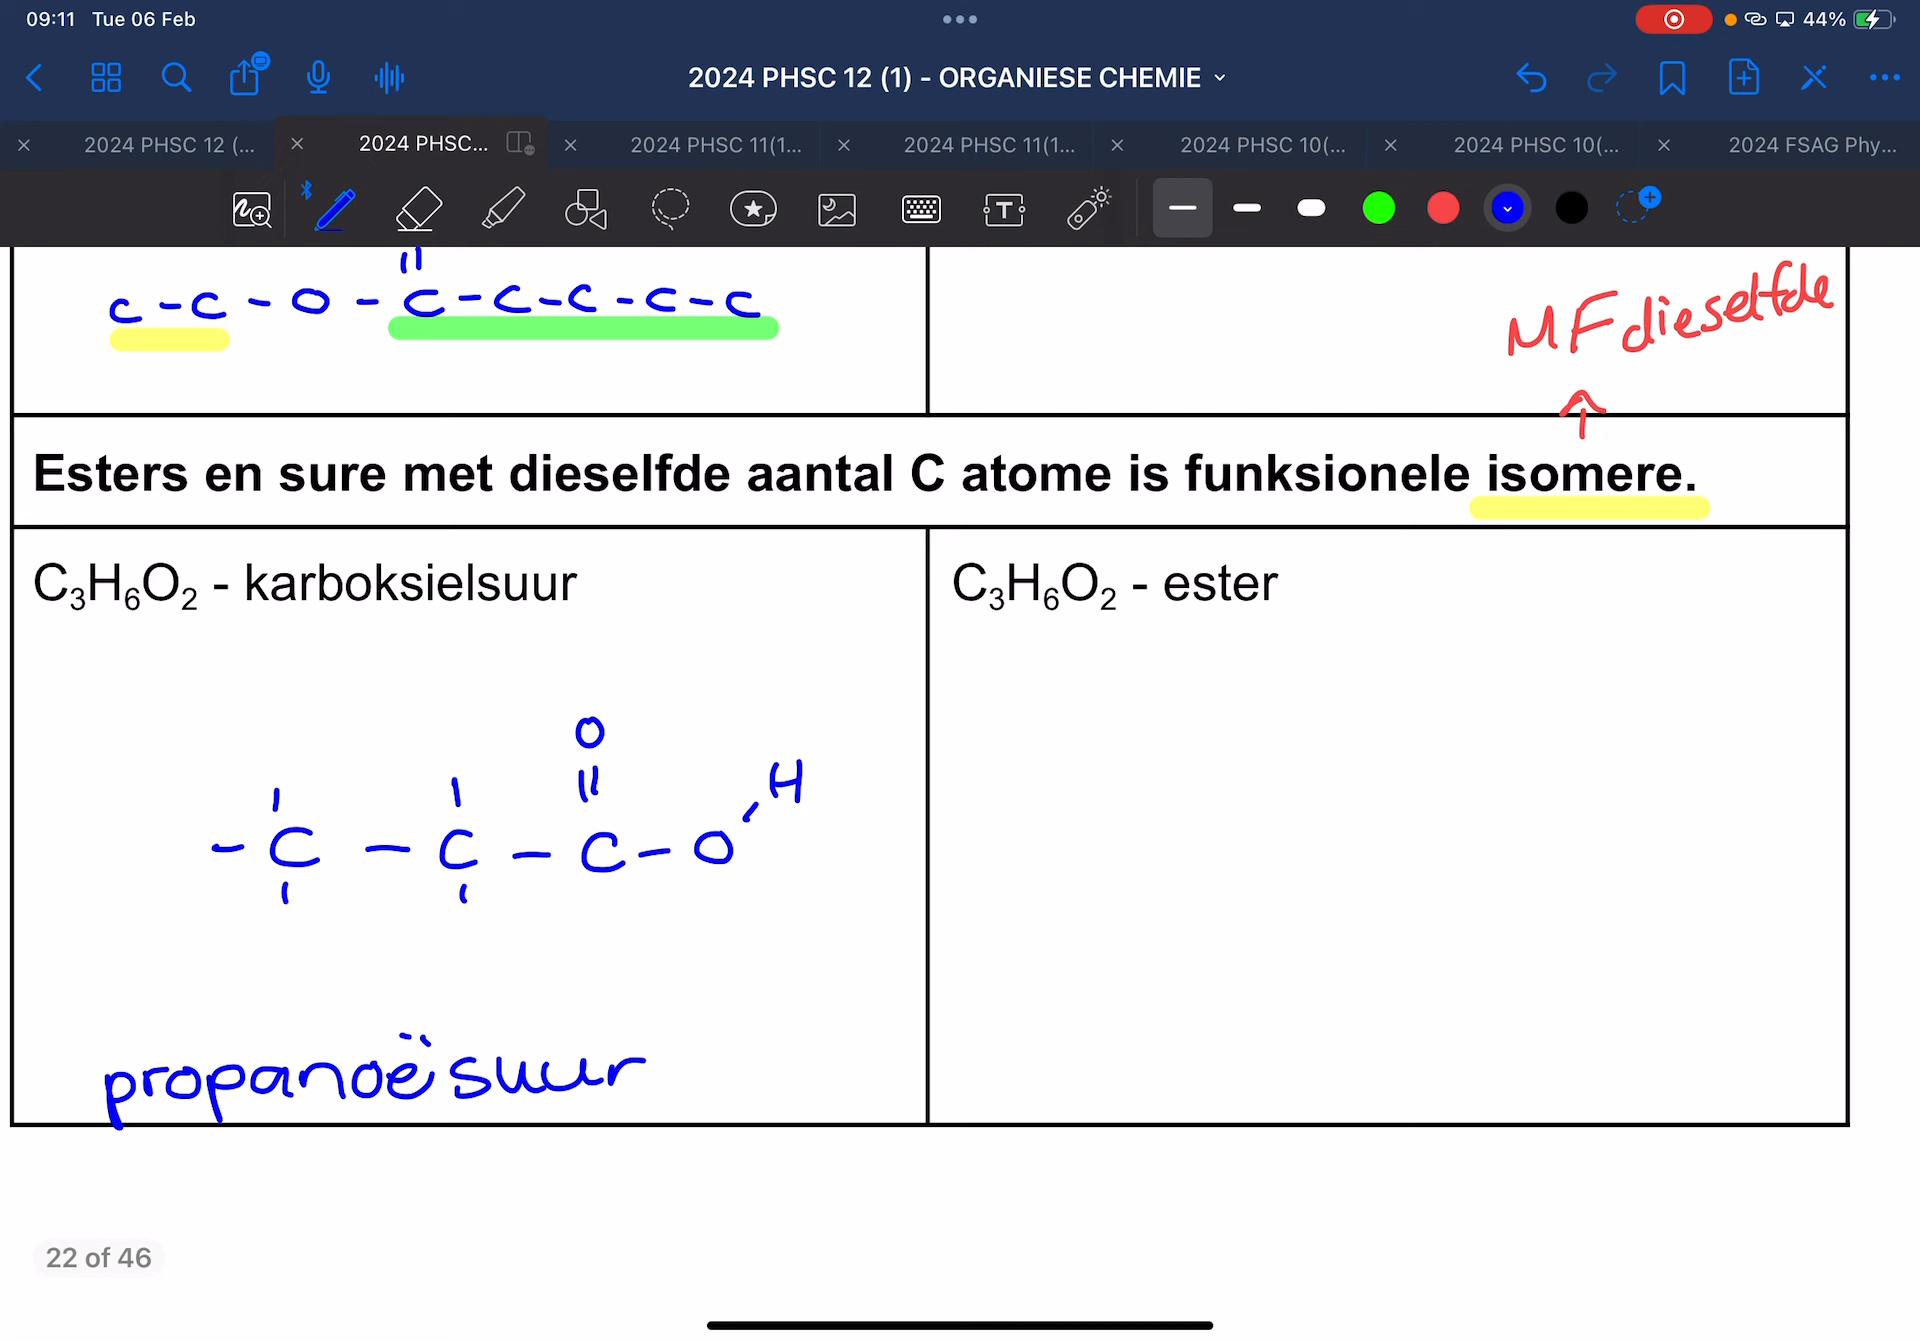 09:11 Tue 06 Feb
44%
2024 PHSC 12 (1) - ORGANIESE CHEMIE
2024 PHSC 12 (...
2024 PHSC...
2024 PHSC 11(1...
2024 PHSC 11(1...
2024 PHSC 10(...
2024 PHSC 10(...
2024 FSAG Phy...
T
||
C - C - O - C - C - C - C - C
MF dieselfde
↑
Esters en sure met dieselfde aantal C atome is funksionele isomere.
C₃H₆O₂ - karboksielsuur
C₃H₆O₂ - ester
O
|| H
- C - C - C - O
propanoësuur
22 of 46